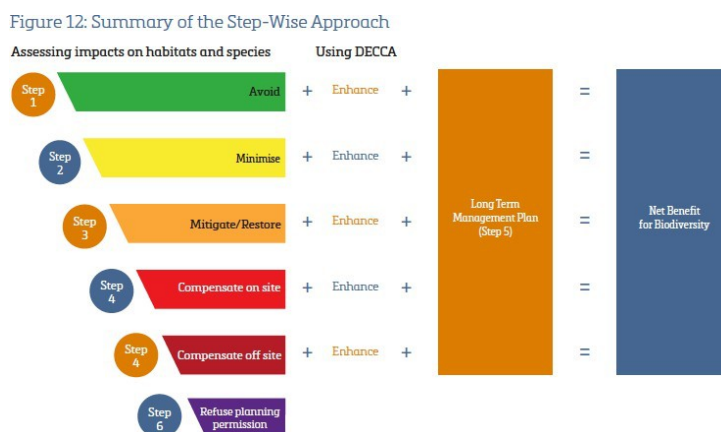 Figure 12: Summary of the Step-Wise Approach
Assessing impacts on habitats and species Using DECCA
Step
1
Avoid + Enhance + =
Step
2
Minimise + Enhance + =
Step
3
Mitigate/Restore + Enhance + =
Long Term
Management Plan
(Step 5)
Net Benefit
for Biodiversity
Step
4
Compensate on site + Enhance + =
Step
4
Compensate off site + Enhance + =
Step
6
Refuse planning
permission